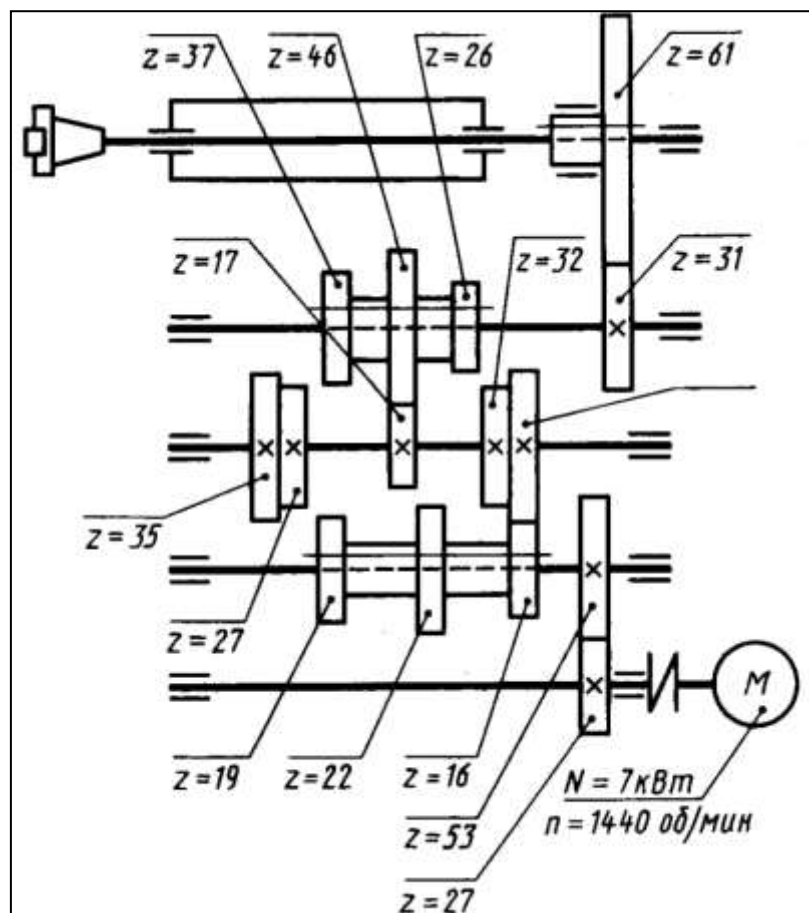 z=37
z=46
z=26
z=61
z=17
z=32
z=31
z=35
z=27
z=19
z=22
z=16
z=53
z=27
М
N = 7кВт
n = 1440 об/мин